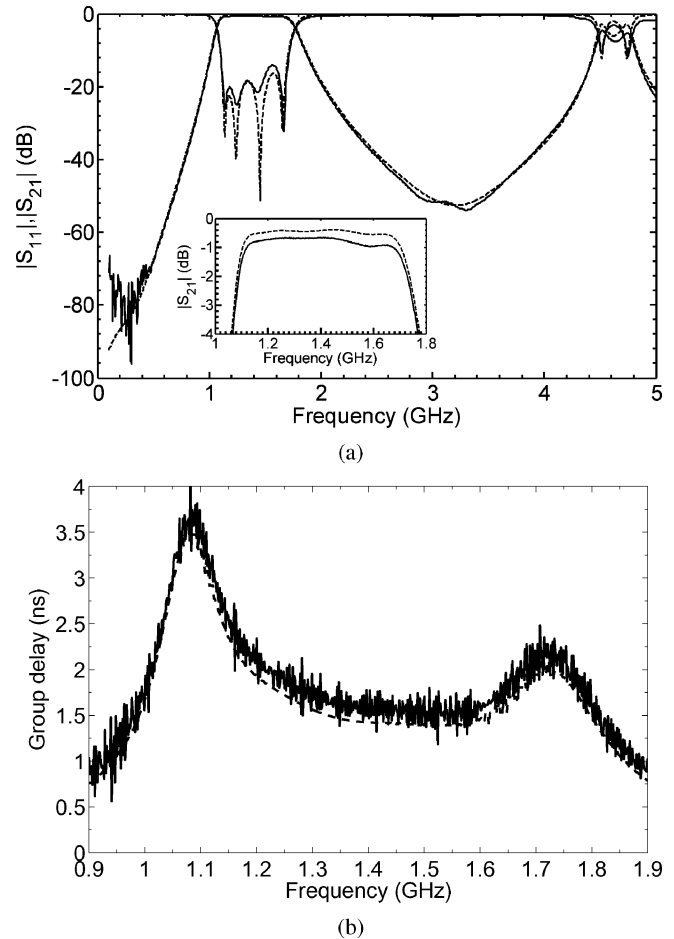 |S11|,|S21| (dB)
0
-20
-40
-60
-80
-100
0 1 2 3 4 5
Frequency (GHz)
|S21| (dB)
0
-1
-2
-3
-4
1 1.2 1.4 1.6 1.8
Frequency (GHz)
(a)
Group delay (ns)
4
3.5
3
2.5
2
1.5
1
0.5
0
0.9 1 1.1 1.2 1.3 1.4 1.5 1.6 1.7 1.8 1.9
Frequency (GHz)
(b)